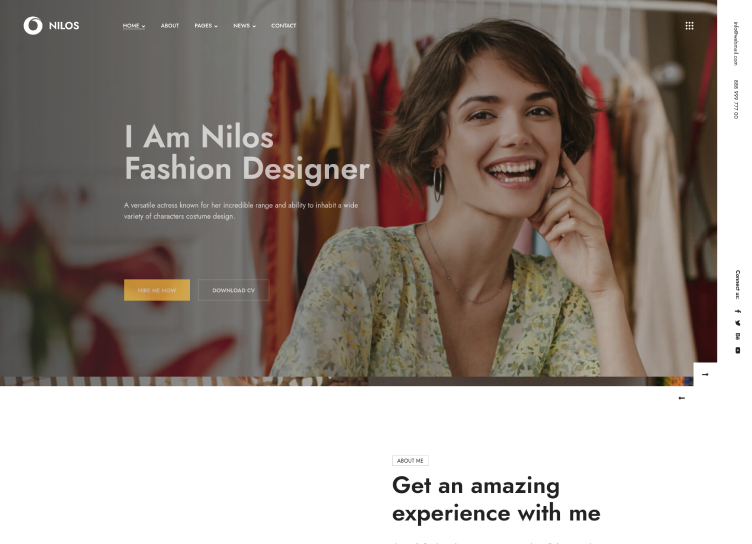 NILOS
HOME
ABOUT
PAGES
NEWS
CONTACT
info@webmail.com
888 999 777 00
I Am Nilos
Fashion Designer
A versatile actress known for her incredible range and ability to inhabit a wide
variety of characters costume design.
HIRE ME NOW
DOWNLOAD CV
Connect us:
ABOUT ME
Get an amazing
experience with me